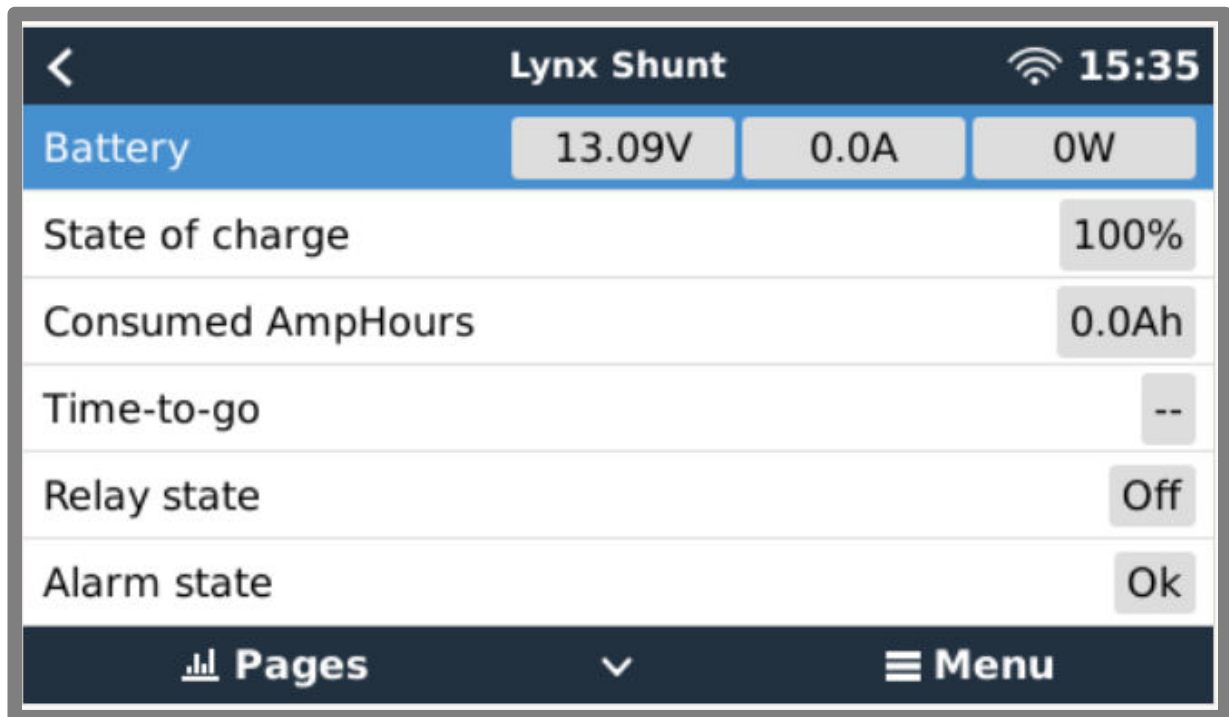 Lynx Shunt 15:35
Battery 13.09V 0.0A 0W
State of charge 100%
Consumed AmpHours 0.0Ah
Time-to-go --
Relay state Off
Alarm state Ok
Pages Menu